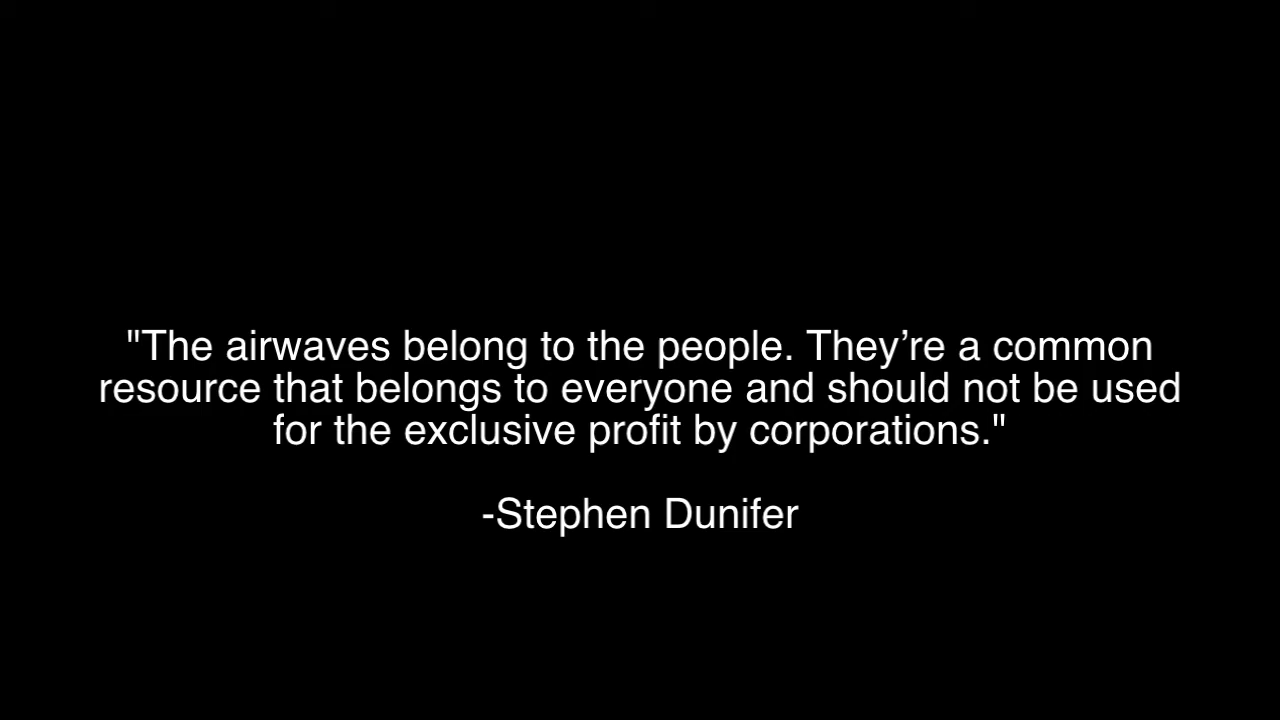 "The airwaves belong to the people. They’re a common
resource that belongs to everyone and should not be used
for the exclusive profit by corporations."
-Stephen Dunifer